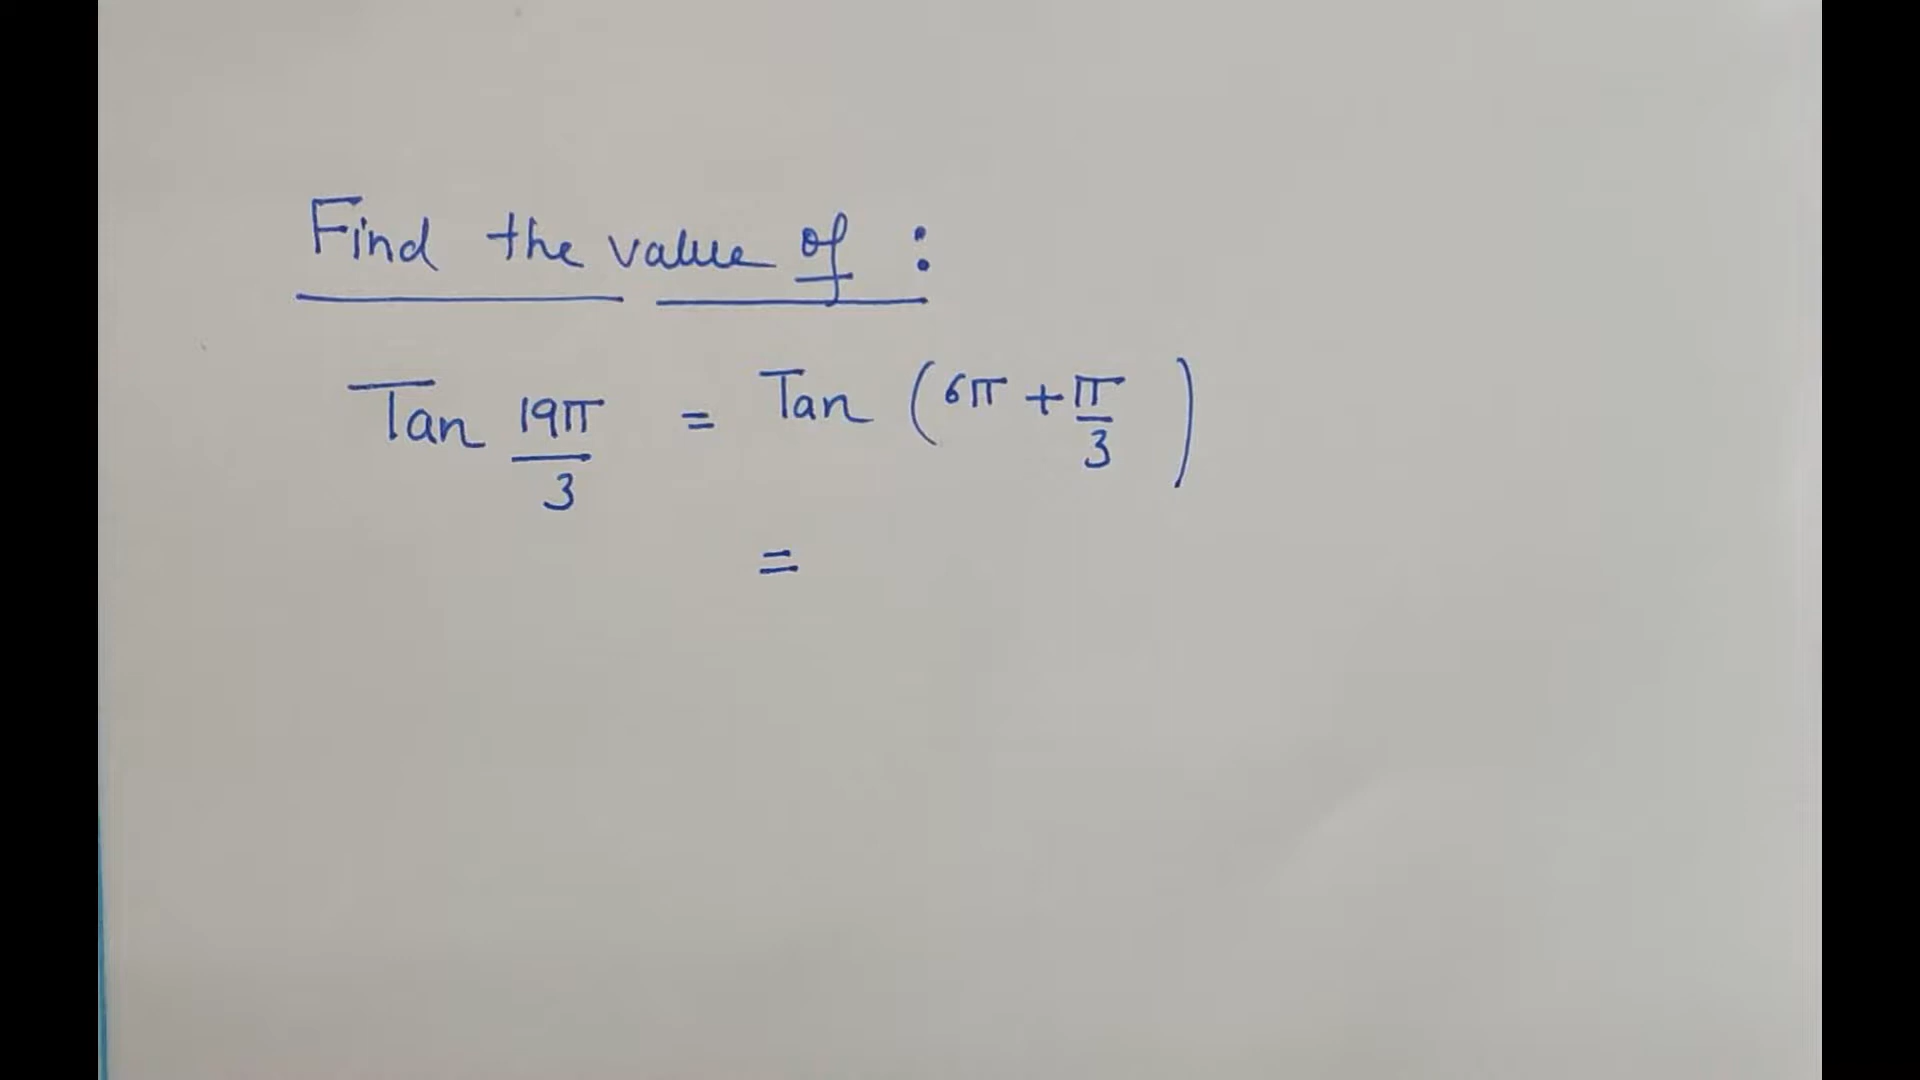 Find the value of :
Tan 19π/3 = Tan (6π + π/3)
=